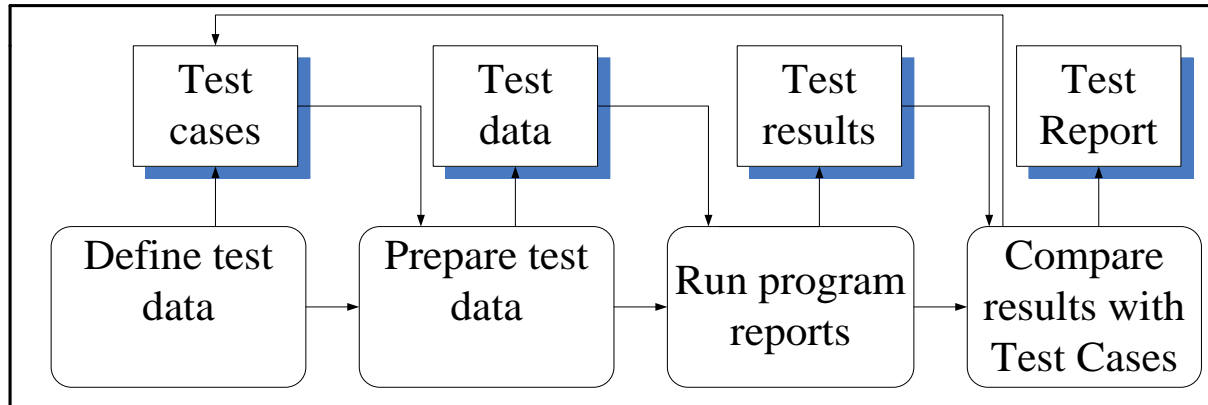 Test
cases
Test
data
Test
results
Test
Report
Define test
data
Prepare test
data
Run program
reports
Compare
results with
Test Cases